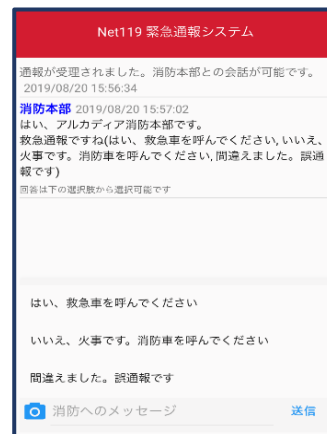 Net119 緊急通報システム
通報が受理されました。消防本部との会話が可能です。
2019/08/20 15:56:34
消防本部 2019/08/20 15:57:02
はい、アルカディア消防本部です。
救急通報ですね(はい、救急車を呼んでください, いいえ、
火事です。消防車を呼んでください, 間違えました。誤通
報です)
回答は下の選択肢から選択可能です
はい、救急車を呼んでください
いいえ、火事です。消防車を呼んでください
間違えました。誤通報です
消防へのメッセージ
送信